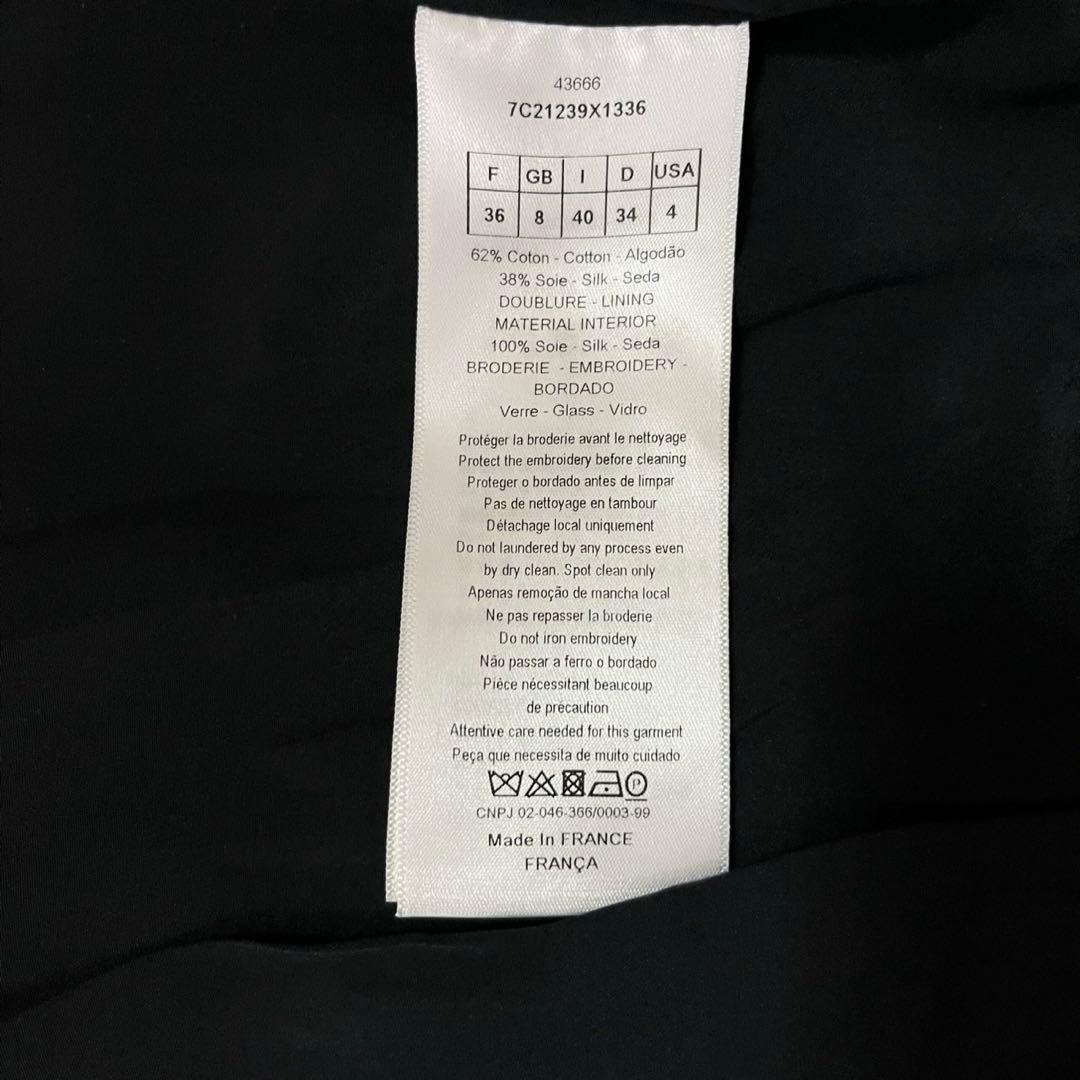 43666
7C21239X1336
F GB I D USA
36 8 40 34 4
62% Coton - Cotton - Algodão
38% Soie - Silk - Seda
DOUBLURE - LINING
MATERIAL INTERIOR
100% Soie - Silk - Seda
BRODERIE - EMBROIDERY -
BORDADO
Verre - Glass - Vidro
Protéger la broderie avant le nettoyage
Protect the embroidery before cleaning
Proteger o bordado antes de limpar
Pas de nettoyage en tambour
Détachage local uniquement
Do not laundered by any process even
by dry clean. Spot clean only
Apenas remoção de mancha local
Ne pas repasser la broderie
Do not iron embroidery
Não passar a ferro o bordado
Pièce nécessitant beaucoup
de précaution
Attentive care needed for this garment
Peça que necessita de muito cuidado
P
CNPJ 02-046-366/0003-99
Made In FRANCE
FRANÇA